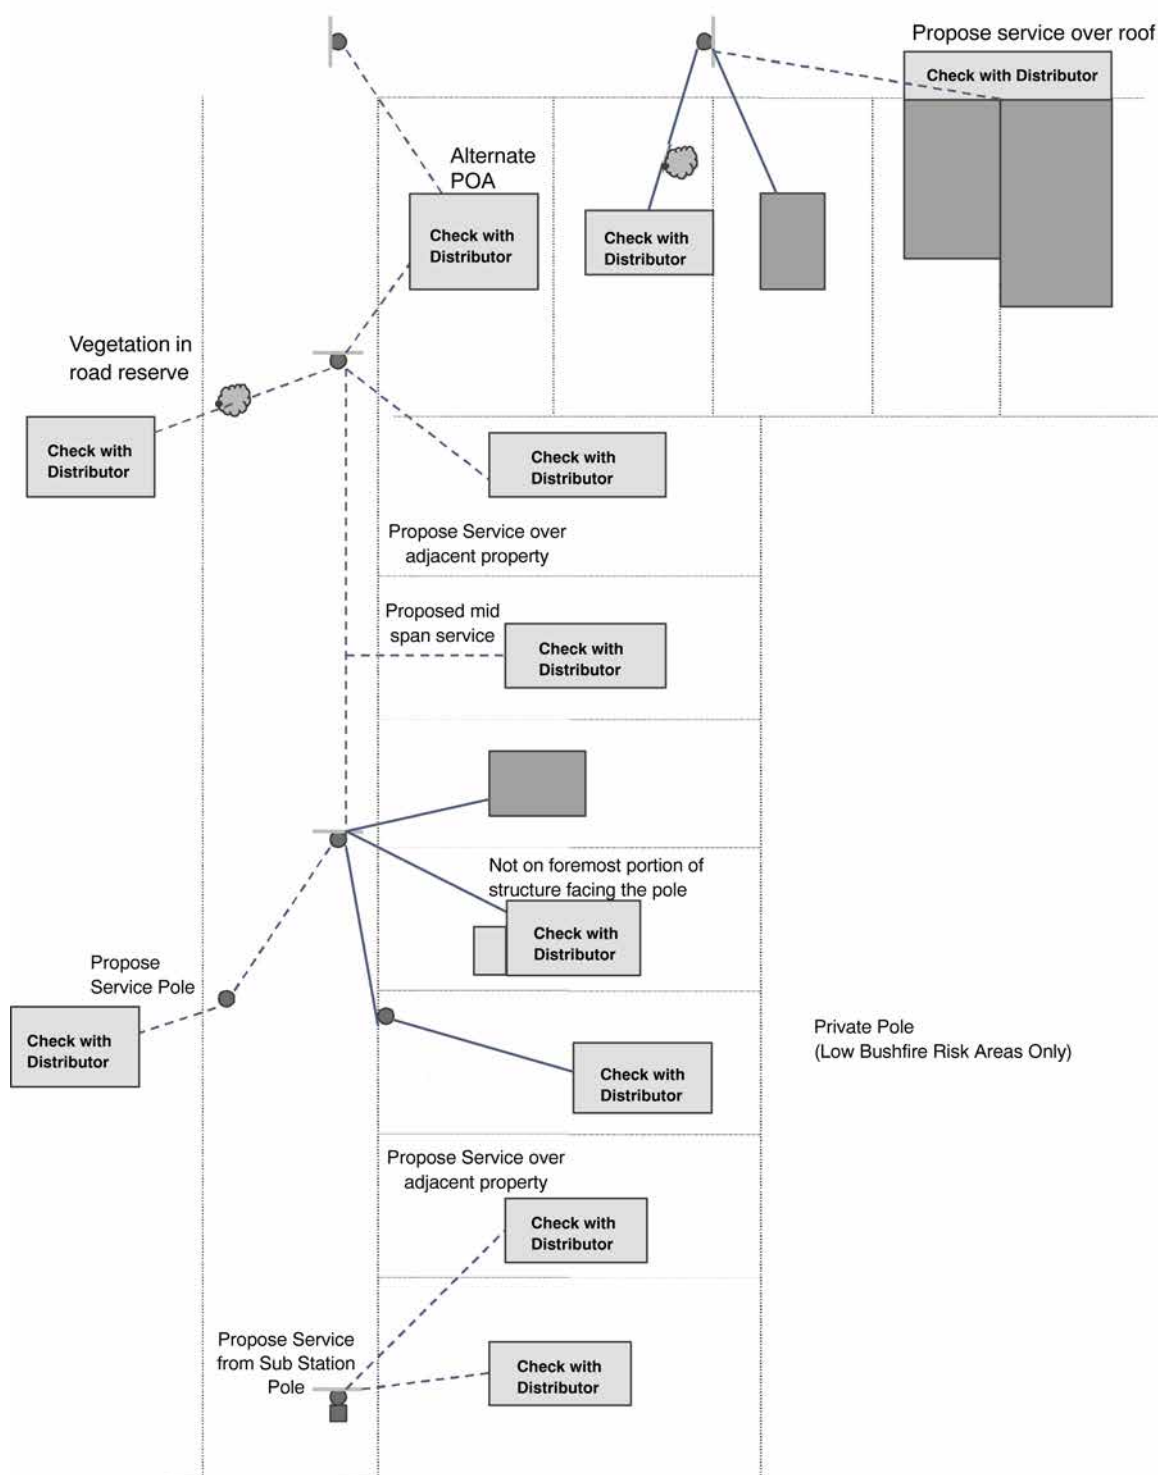 Propose service over roof
Check with Distributor
Alternate
POA
Check with
Distributor
Check with
Distributor
Vegetation in
road reserve
Check with
Distributor
Check with
Distributor
Propose Service over
adjacent property
Proposed mid
span service
Check with
Distributor
Not on foremost portion of
structure facing the pole
Check with
Distributor
Propose
Service Pole
Check with
Distributor
Private Pole
(Low Bushfire Risk Areas Only)
Check with
Distributor
Propose Service over
adjacent property
Check with
Distributor
Propose Service
from Sub Station
Pole
Check with
Distributor